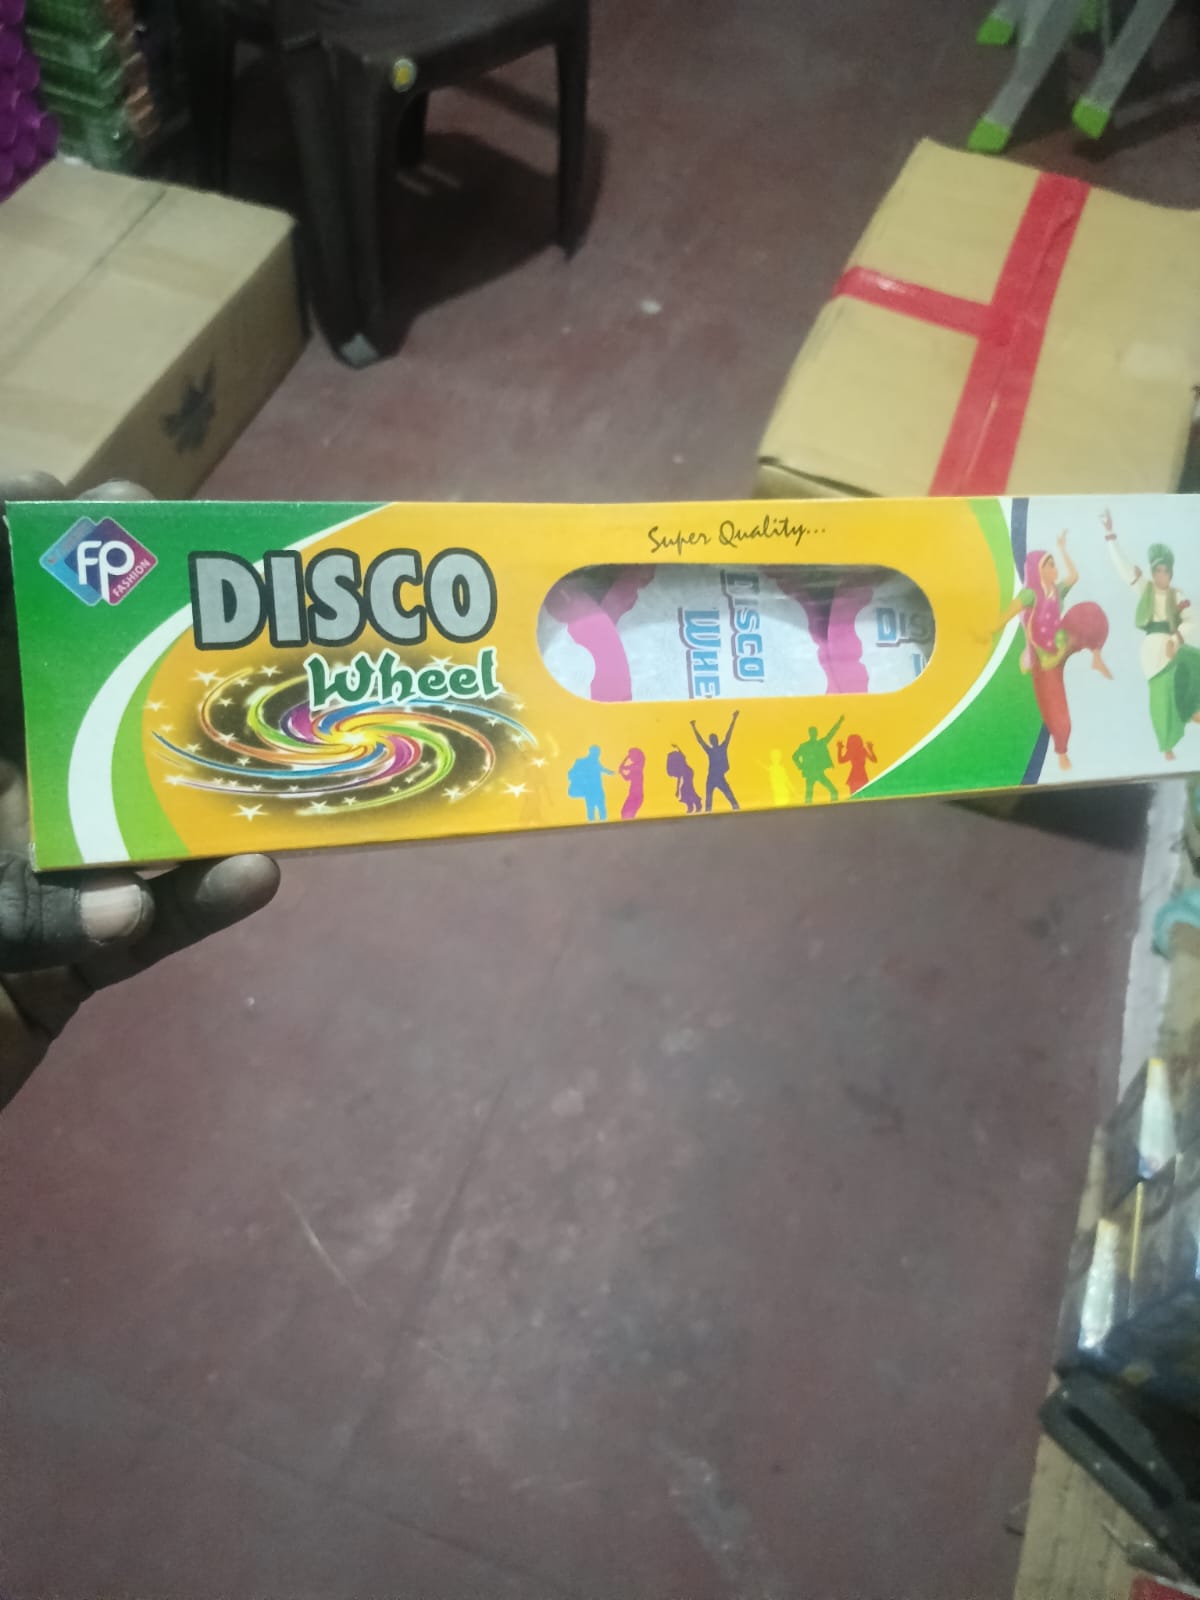 FP
FASHION
DISCO
Wheel
Super Quality...
DISCO
WHE
DIS